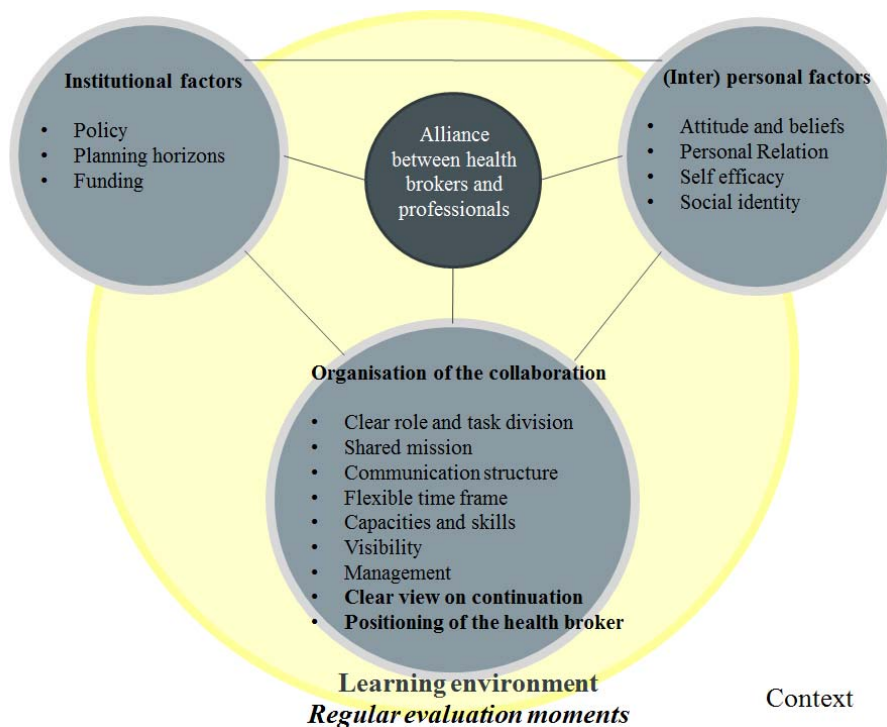 Institutional factors
• Policy
• Planning horizons
• Funding
Alliance
between health
brokers and
professionals
(Inter) personal factors
• Attitude and beliefs
• Personal Relation
• Self efficacy
• Social identity
Organisation of the collaboration
• Clear role and task division
• Shared mission
• Communication structure
• Flexible time frame
• Capacities and skills
• Visibility
• Management
• Clear view on continuation
• Positioning of the health broker
Learning environment
Regular evaluation moments
Context